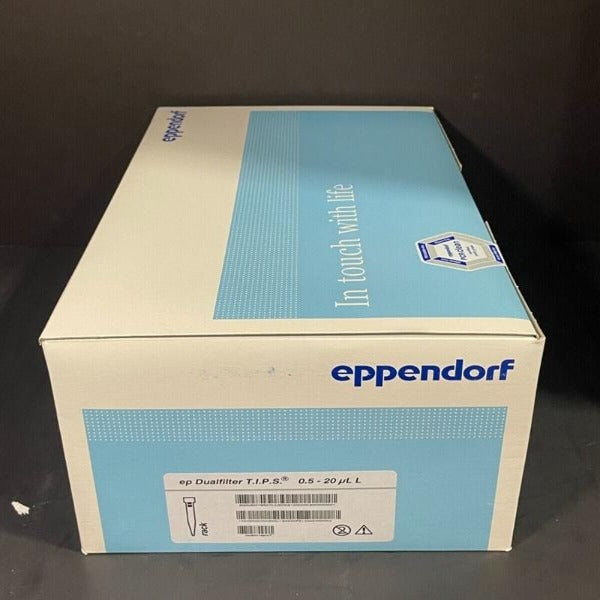 eppendorf
In touch with life
eppendorf
ep Dualfilter T.I.P.S.® 0.5 - 20 µL L
rack